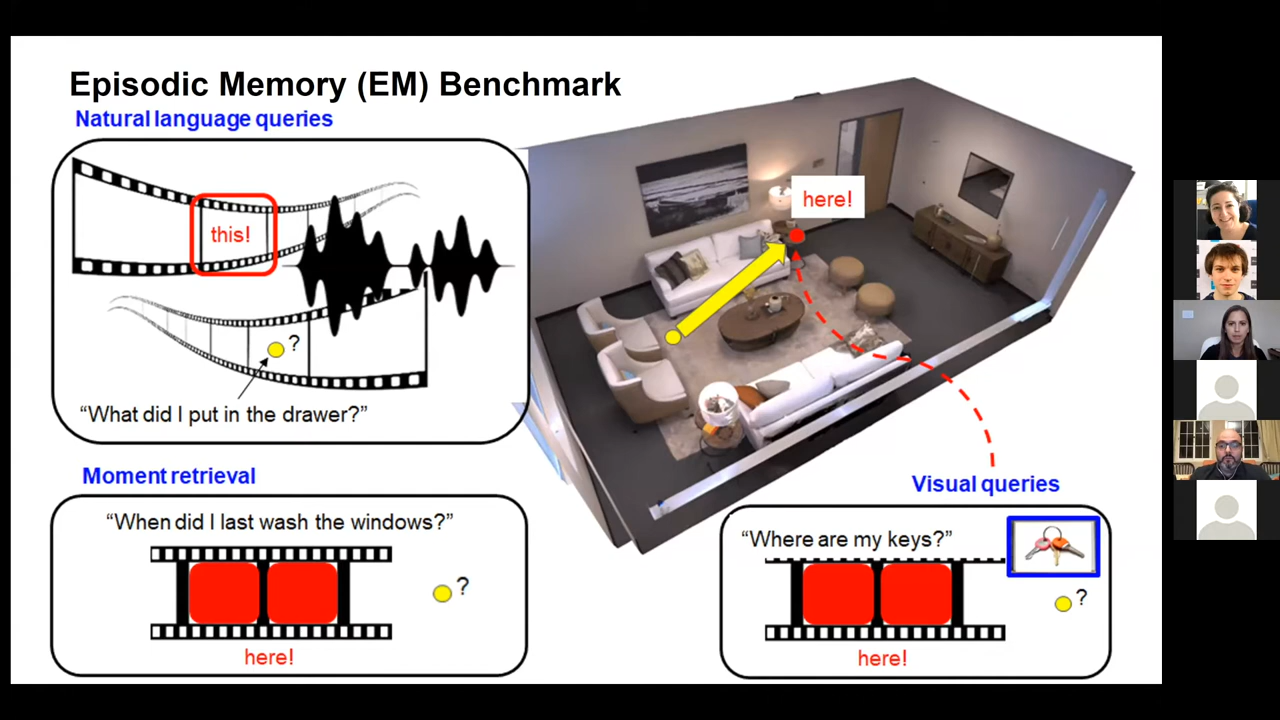 Episodic Memory (EM) Benchmark
Natural language queries
this!
?
“What did I put in the drawer?”
here!
Moment retrieval
“When did I last wash the windows?”
?
here!
Visual queries
“Where are my keys?”
?
here!